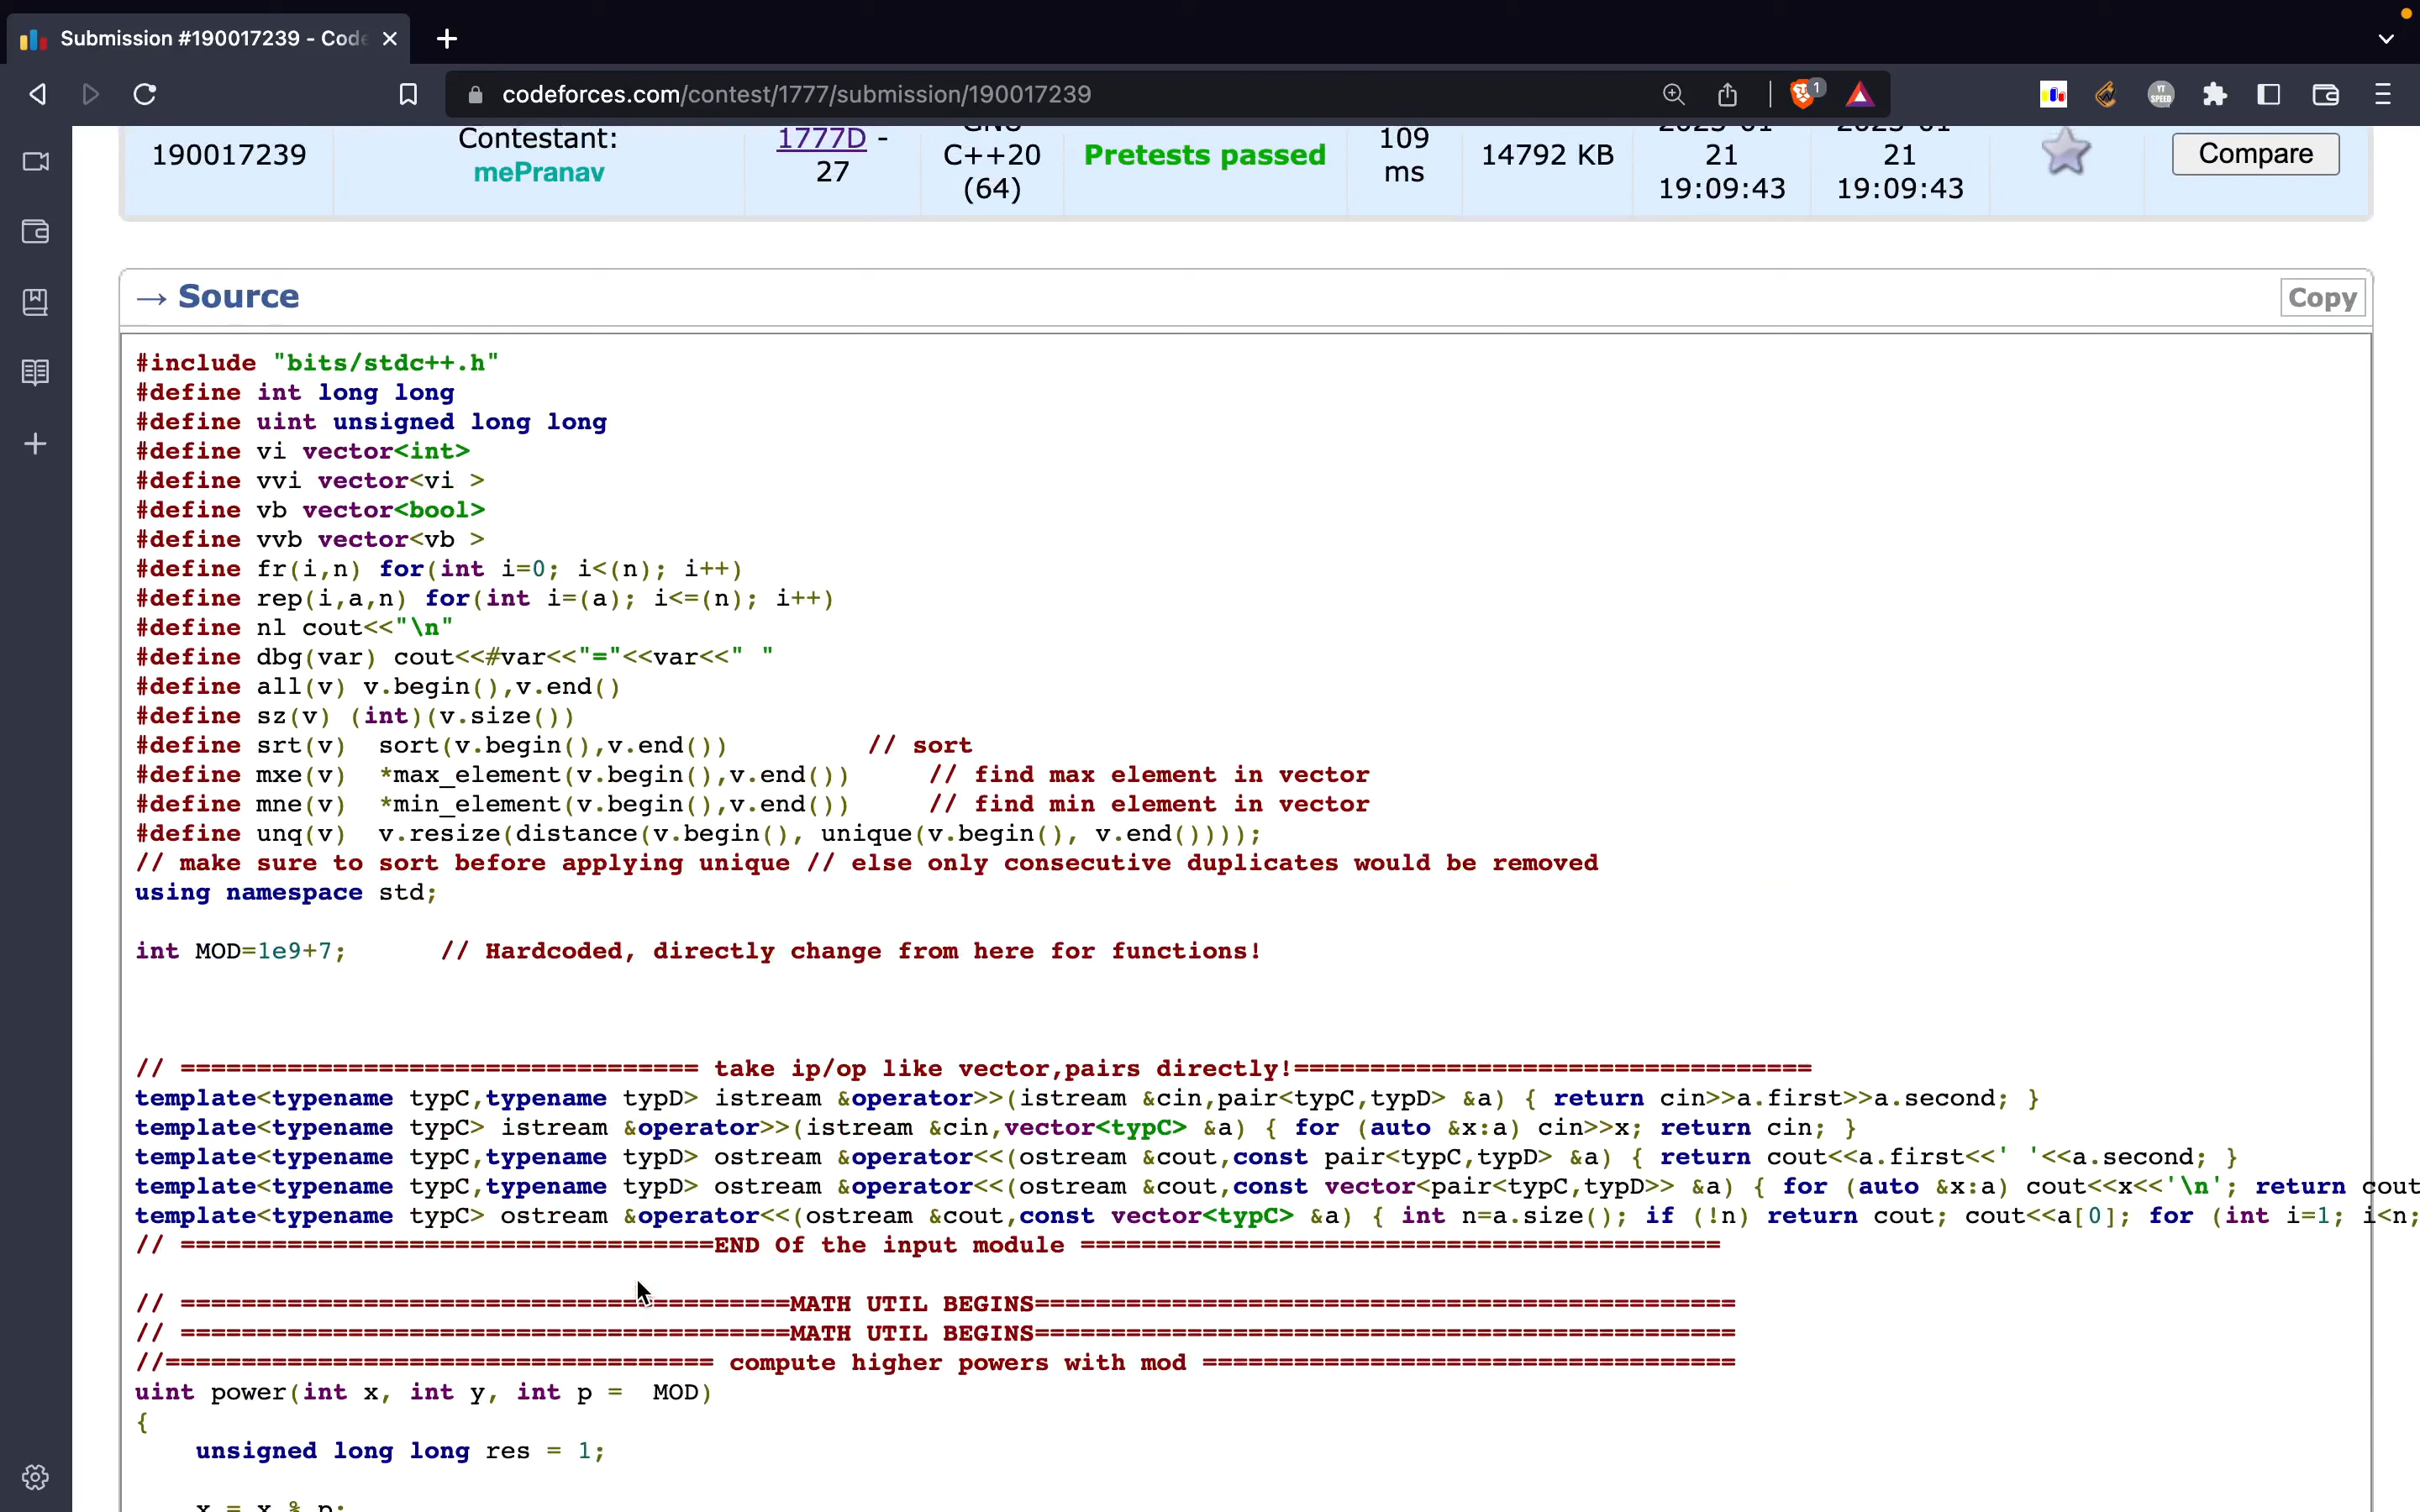 Submission #190017239 - Code
codeforces.com/contest/1777/submission/190017239
1
YT
SPEED
190017239
Contestant:
mePranav
1777D -
27
C++20
(64)
Pretests passed
109
ms
14792 KB
21
19:09:43
21
19:09:43
Compare
→ Source
Copy
#include "bits/stdc++.h"
#define int long long
#define uint unsigned long long
#define vi vector<int>
#define vvi vector<vi >
#define vb vector<bool>
#define vvb vector<vb >
#define fr(i,n) for(int i=0; i<(n); i++)
#define rep(i,a,n) for(int i=(a); i<=(n); i++)
#define nl cout<<"\n"
#define dbg(var) cout<<#var<<"="<<var<<" "
#define all(v) v.begin(),v.end()
#define sz(v) (int)(v.size())
#define srt(v)  sort(v.begin(),v.end())         // sort
#define mxe(v)  *max_element(v.begin(),v.end())     // find max element in vector
#define mne(v)  *min_element(v.begin(),v.end())     // find min element in vector
#define unq(v)  v.resize(distance(v.begin(), unique(v.begin(), v.end())));
// make sure to sort before applying unique // else only consecutive duplicates would be removed
using namespace std;
int MOD=1e9+7;      // Hardcoded, directly change from here for functions!
// ================================== take ip/op like vector,pairs directly!==================================
template<typename typC,typename typD> istream &operator>>(istream &cin,pair<typC,typD> &a) { return cin>>a.first>>a.second; }
template<typename typC> istream &operator>>(istream &cin,vector<typC> &a) { for (auto &x:a) cin>>x; return cin; }
template<typename typC,typename typD> ostream &operator<<(ostream &cout,const pair<typC,typD> &a) { return cout<<a.first<<' '<<a.second; }
template<typename typC,typename typD> ostream &operator<<(ostream &cout,const vector<pair<typC,typD>> &a) { for (auto &x:a) cout<<x<<'\n'; return cout
template<typename typC> ostream &operator<<(ostream &cout,const vector<typC> &a) { int n=a.size(); if (!n) return cout; cout<<a[0]; for (int i=1; i<n;
// ===================================END Of the input module ==========================================
// ========================================MATH UTIL BEGINS==============================================
// ========================================MATH UTIL BEGINS==============================================
//==================================== compute higher powers with mod ===================================
uint power(int x, int y, int p =  MOD)
{
    unsigned long long res = 1;
    x = x % p;